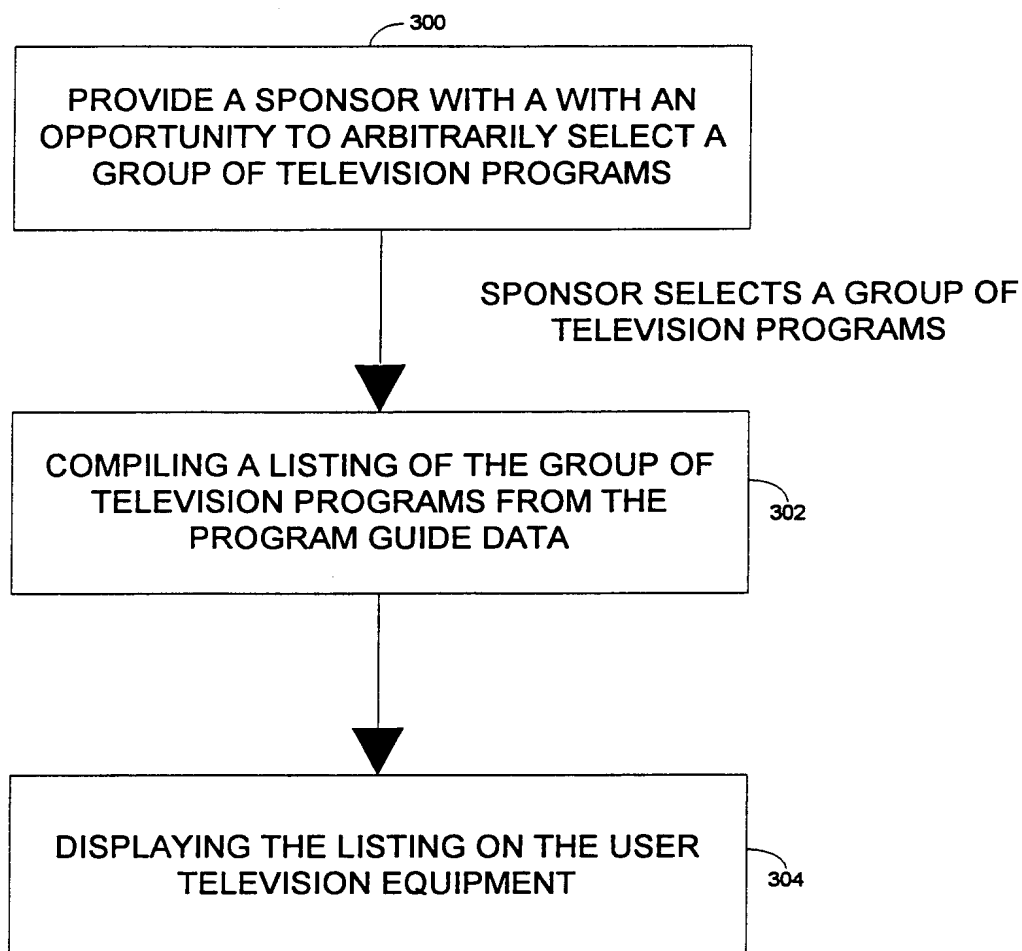 300
PROVIDE A SPONSOR WITH A WITH AN
OPPORTUNITY TO ARBITRARILY SELECT A
GROUP OF TELEVISION PROGRAMS
SPONSOR SELECTS A GROUP OF
TELEVISION PROGRAMS
COMPILING A LISTING OF THE GROUP OF
TELEVISION PROGRAMS FROM THE
PROGRAM GUIDE DATA
302
DISPLAYING THE LISTING ON THE USER
TELEVISION EQUIPMENT
304